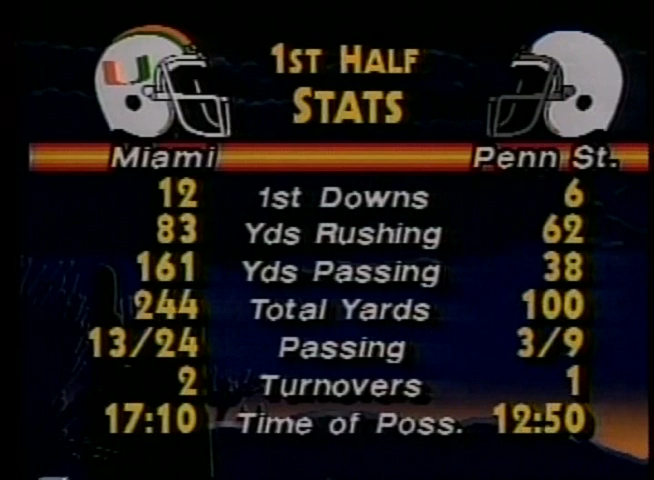 1ST HALF
STATS
U
Miami Penn St.
12 1st Downs 6
83 Yds Rushing 62
161 Yds Passing 38
244 Total Yards 100
13/24 Passing 3/9
2 Turnovers 1
17:10 Time of Poss. 12:50